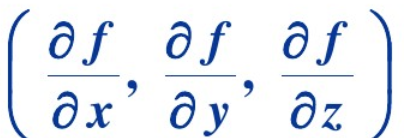 ( ∂f/∂x, ∂f/∂y, ∂f/∂z )